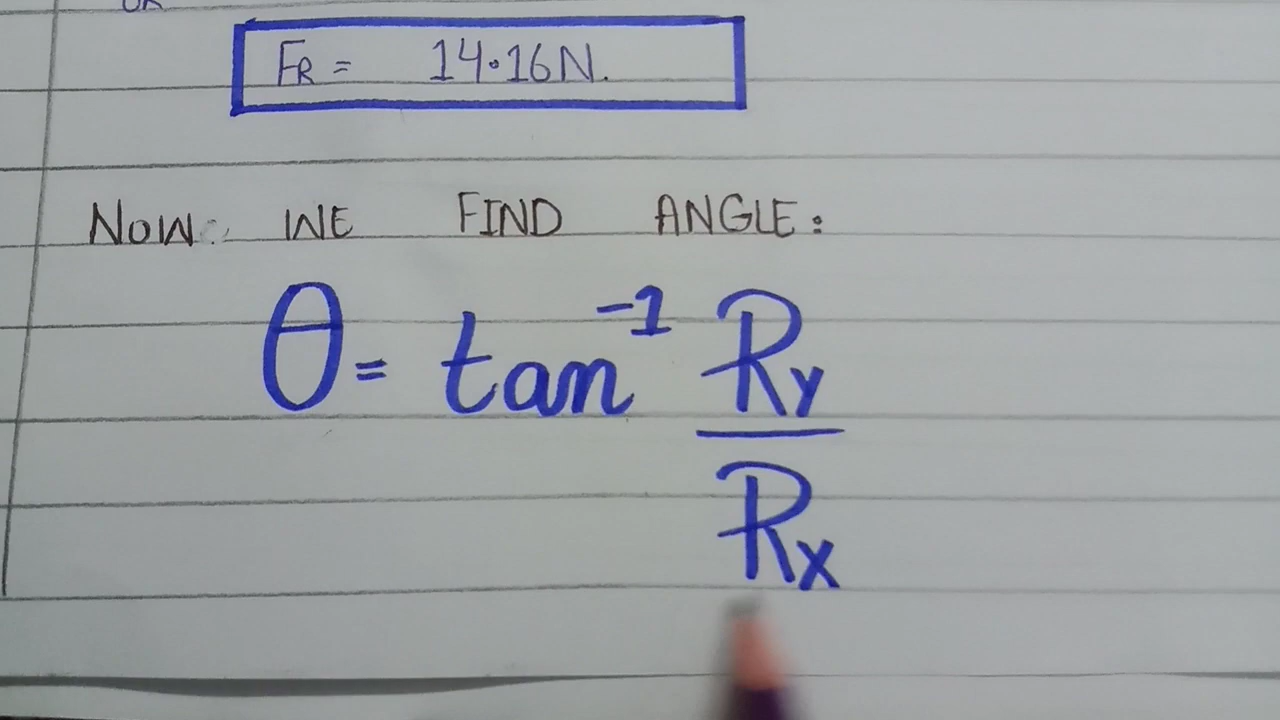 FR = 14.16N.
NOW: WE FIND ANGLE:
θ = tan⁻¹ Ry
Rx